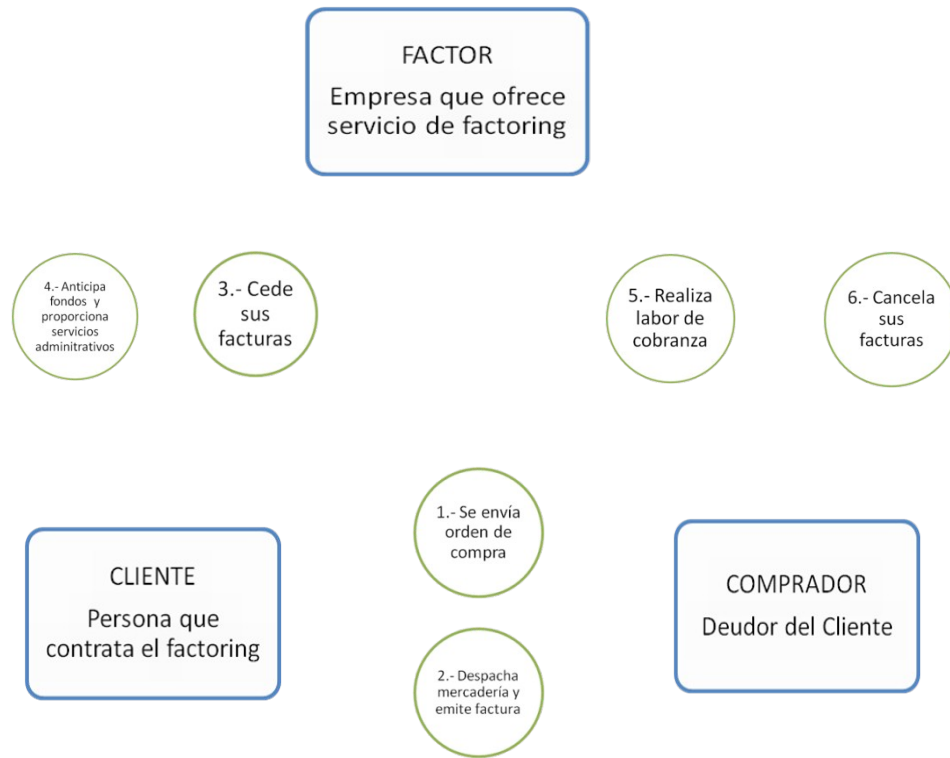 FACTOR
Empresa que ofrece
servicio de factoring
4.- Anticipa
fondos y
proporciona
servicios
adminitrativos
3.- Cede
sus
facturas
5.- Realiza
labor de
cobranza
6.- Cancela
sus
facturas
1.- Se envía
orden de
compra
CLIENTE
Persona que
contrata el factoring
COMPRADOR
Deudor del Cliente
2.- Despacha
mercadería y
emite factura